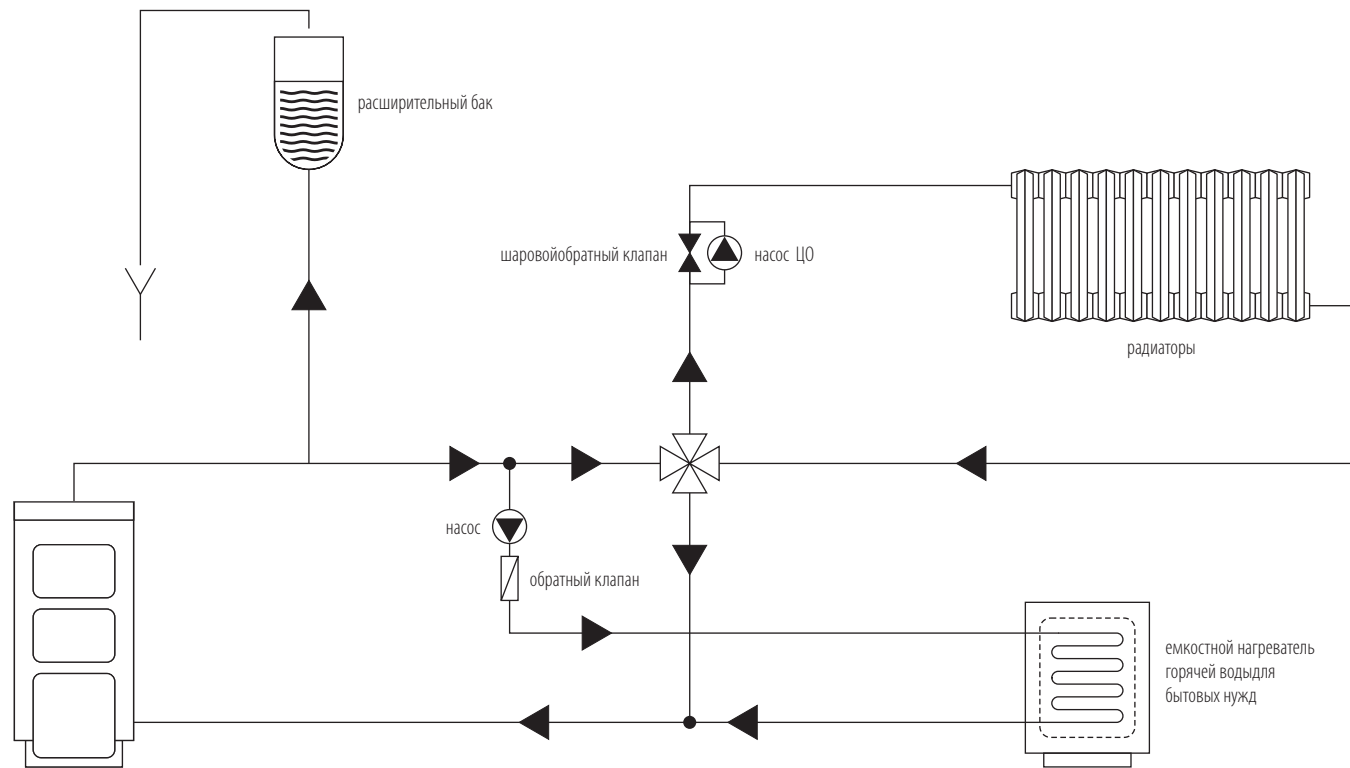 расширительный бак
шаровойобратный клапан
насос ЦО
радиаторы
насос
обратный клапан
емкостной нагреватель
горячей водыдля
бытовых нужд